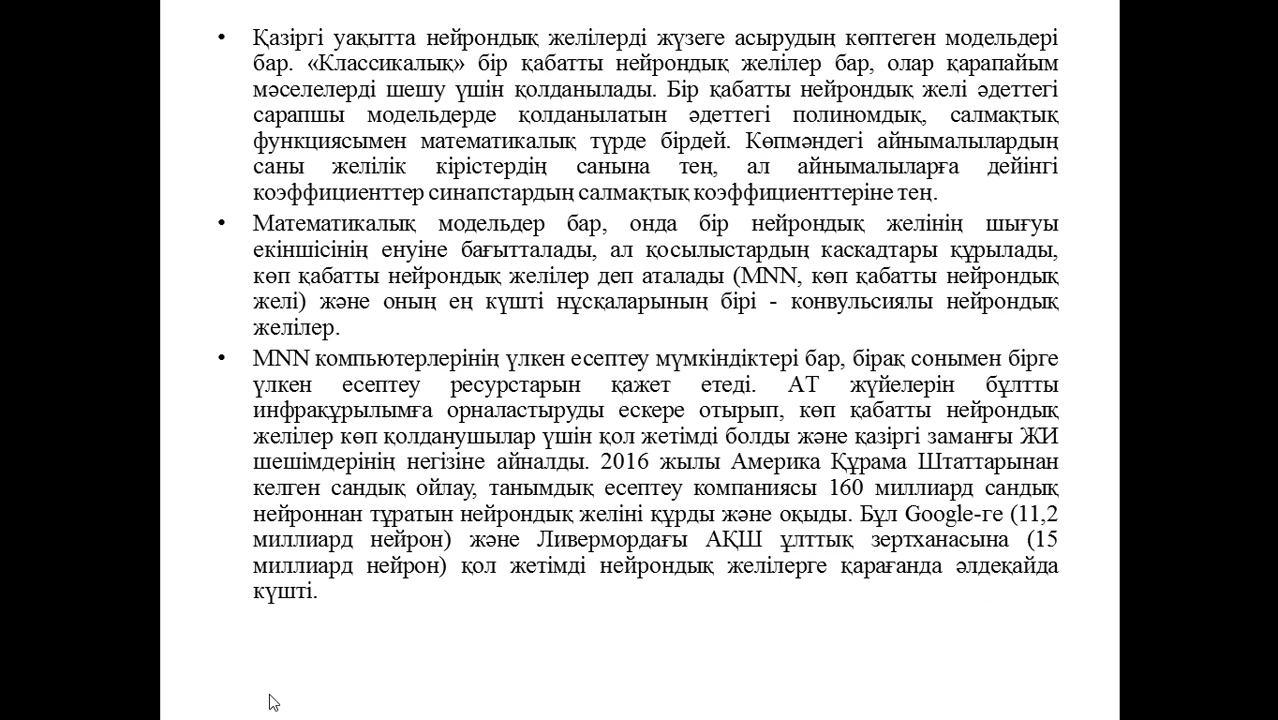 • Қазіргі уақытта нейрондық желілерді жүзеге асырудың көптеген модельдері
бар. «Классикалық» бір қабатты нейрондық желілер бар, олар қарапайым
мәселелерді шешу үшін қолданылады. Бір қабатты нейрондық желі әдеттегі
сарапшы модельдерде қолданылатын әдеттегі полиномдық, салмақтық
функциясымен математикалық түрде бірдей. Көпмәндегі айнымалылардың
саны желілік кірістердің санына тең, ал айнымалыларға дейінгі
коэффициенттер синапстардың салмақтық коэффициенттеріне тең.
• Математикалық модельдер бар, онда бір нейрондық желінің шығуы
екіншісінің енуіне бағытталады, ал қосылыстардың каскадтары құрылады,
көп қабатты нейрондық желілер деп аталады (MNN, көп қабатты нейрондық
желі) және оның ең күшті нұсқаларының бірі - конвульсиялы нейрондық
желілер.
• MNN компьютерлерінің үлкен есептеу мүмкіндіктері бар, бірақ сонымен бірге
үлкен есептеу ресурстарын қажет етеді. АТ жүйелерін бұлтты
инфрақұрылымға орналастыруды ескере отырып, көп қабатты нейрондық
желілер көп қолданушылар үшін қол жетімді болды және қазіргі заманғы ЖИ
шешімдерінің негізіне айналды. 2016 жылы Америка Құрама Штаттарынан
келген сандық ойлау, танымдық есептеу компаниясы 160 миллиард сандық
нейроннан тұратын нейрондық желіні құрды және оқыды. Бұл Google-ге (11,2
миллиард нейрон) және Ливермордағы АҚШ ұлттық зертханасына (15
миллиард нейрон) қол жетімді нейрондық желілерге қарағанда әлдеқайда
күшті.